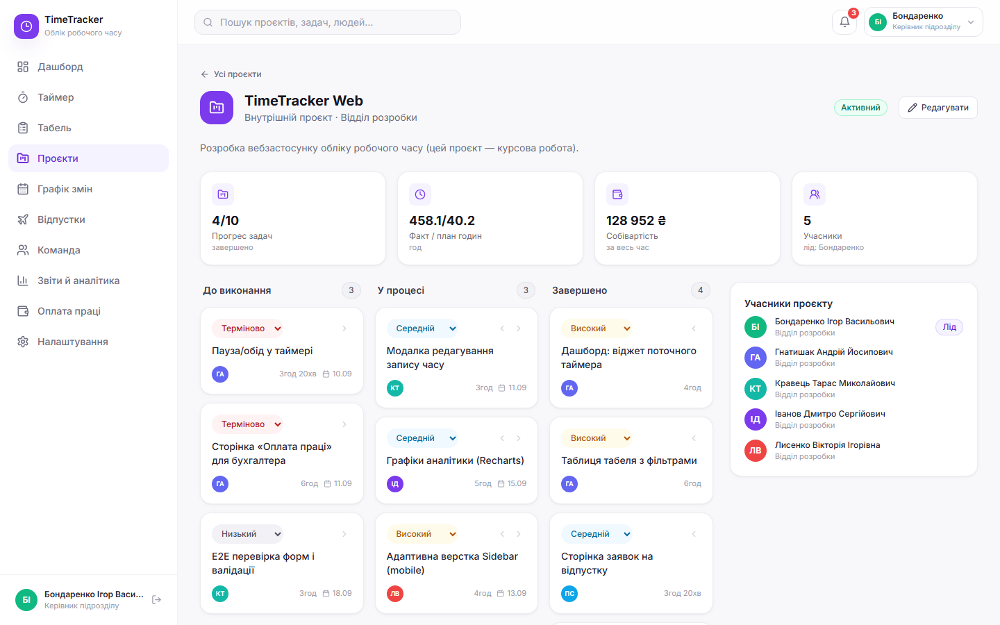 TimeTracker
Облік робочого часу
Дашборд
Таймер
Табель
Проєкти
Графік змін
Відпустки
Команда
Звіти й аналітика
Оплата праці
Налаштування
БІ
Бондаренко Ігор Васи...
Керівник підрозділу
Пошук проєктів, задач, людей...
3
БІ
Бондаренко
Керівник підрозділу
Усі проєкти
TimeTracker Web
Внутрішній проєкт · Відділ розробки
Активний
Редагувати
Розробка вебзастосунку обліку робочого часу (цей проєкт — курсова робота).
4/10
Прогрес задач
завершено
458.1/40.2
Факт / план годин
год
128 952 ₴
Собівартість
за весь час
5
Учасники
лід: Бондаренко
До виконання
3
Терміново
Пауза/обід у таймері
ГА
3год 20хв
10.09
Терміново
Сторінка «Оплата праці»
для бухгалтера
ГА
6год
11.09
Низький
E2E перевірка форм і
валідації
КТ
3год
18.09
У процесі
3
Середній
Модалка редагування
запису часу
КТ
3год
11.09
Середній
Графіки аналітики (Recharts)
ІД
5год
15.09
Високий
Адаптивна верстка Sidebar
(mobile)
ЛВ
4год
13.09
Завершено
4
Високий
Дашборд: віджет поточного
таймера
ГА
4год
Високий
Таблиця табеля з фільтрами
ГА
6год
Середній
Сторінка заявок на
відпустку
ПС
3год 20хв
Учасники проєкту
БІ
Бондаренко Ігор Васильович
Відділ розробки
Лід
ГА
Гнатишак Андрій Йосипович
Відділ розробки
КТ
Кравець Тарас Миколайович
Відділ розробки
ІД
Іванов Дмитро Сергійович
Відділ розробки
ЛВ
Лисенко Вікторія Ігорівна
Відділ розробки